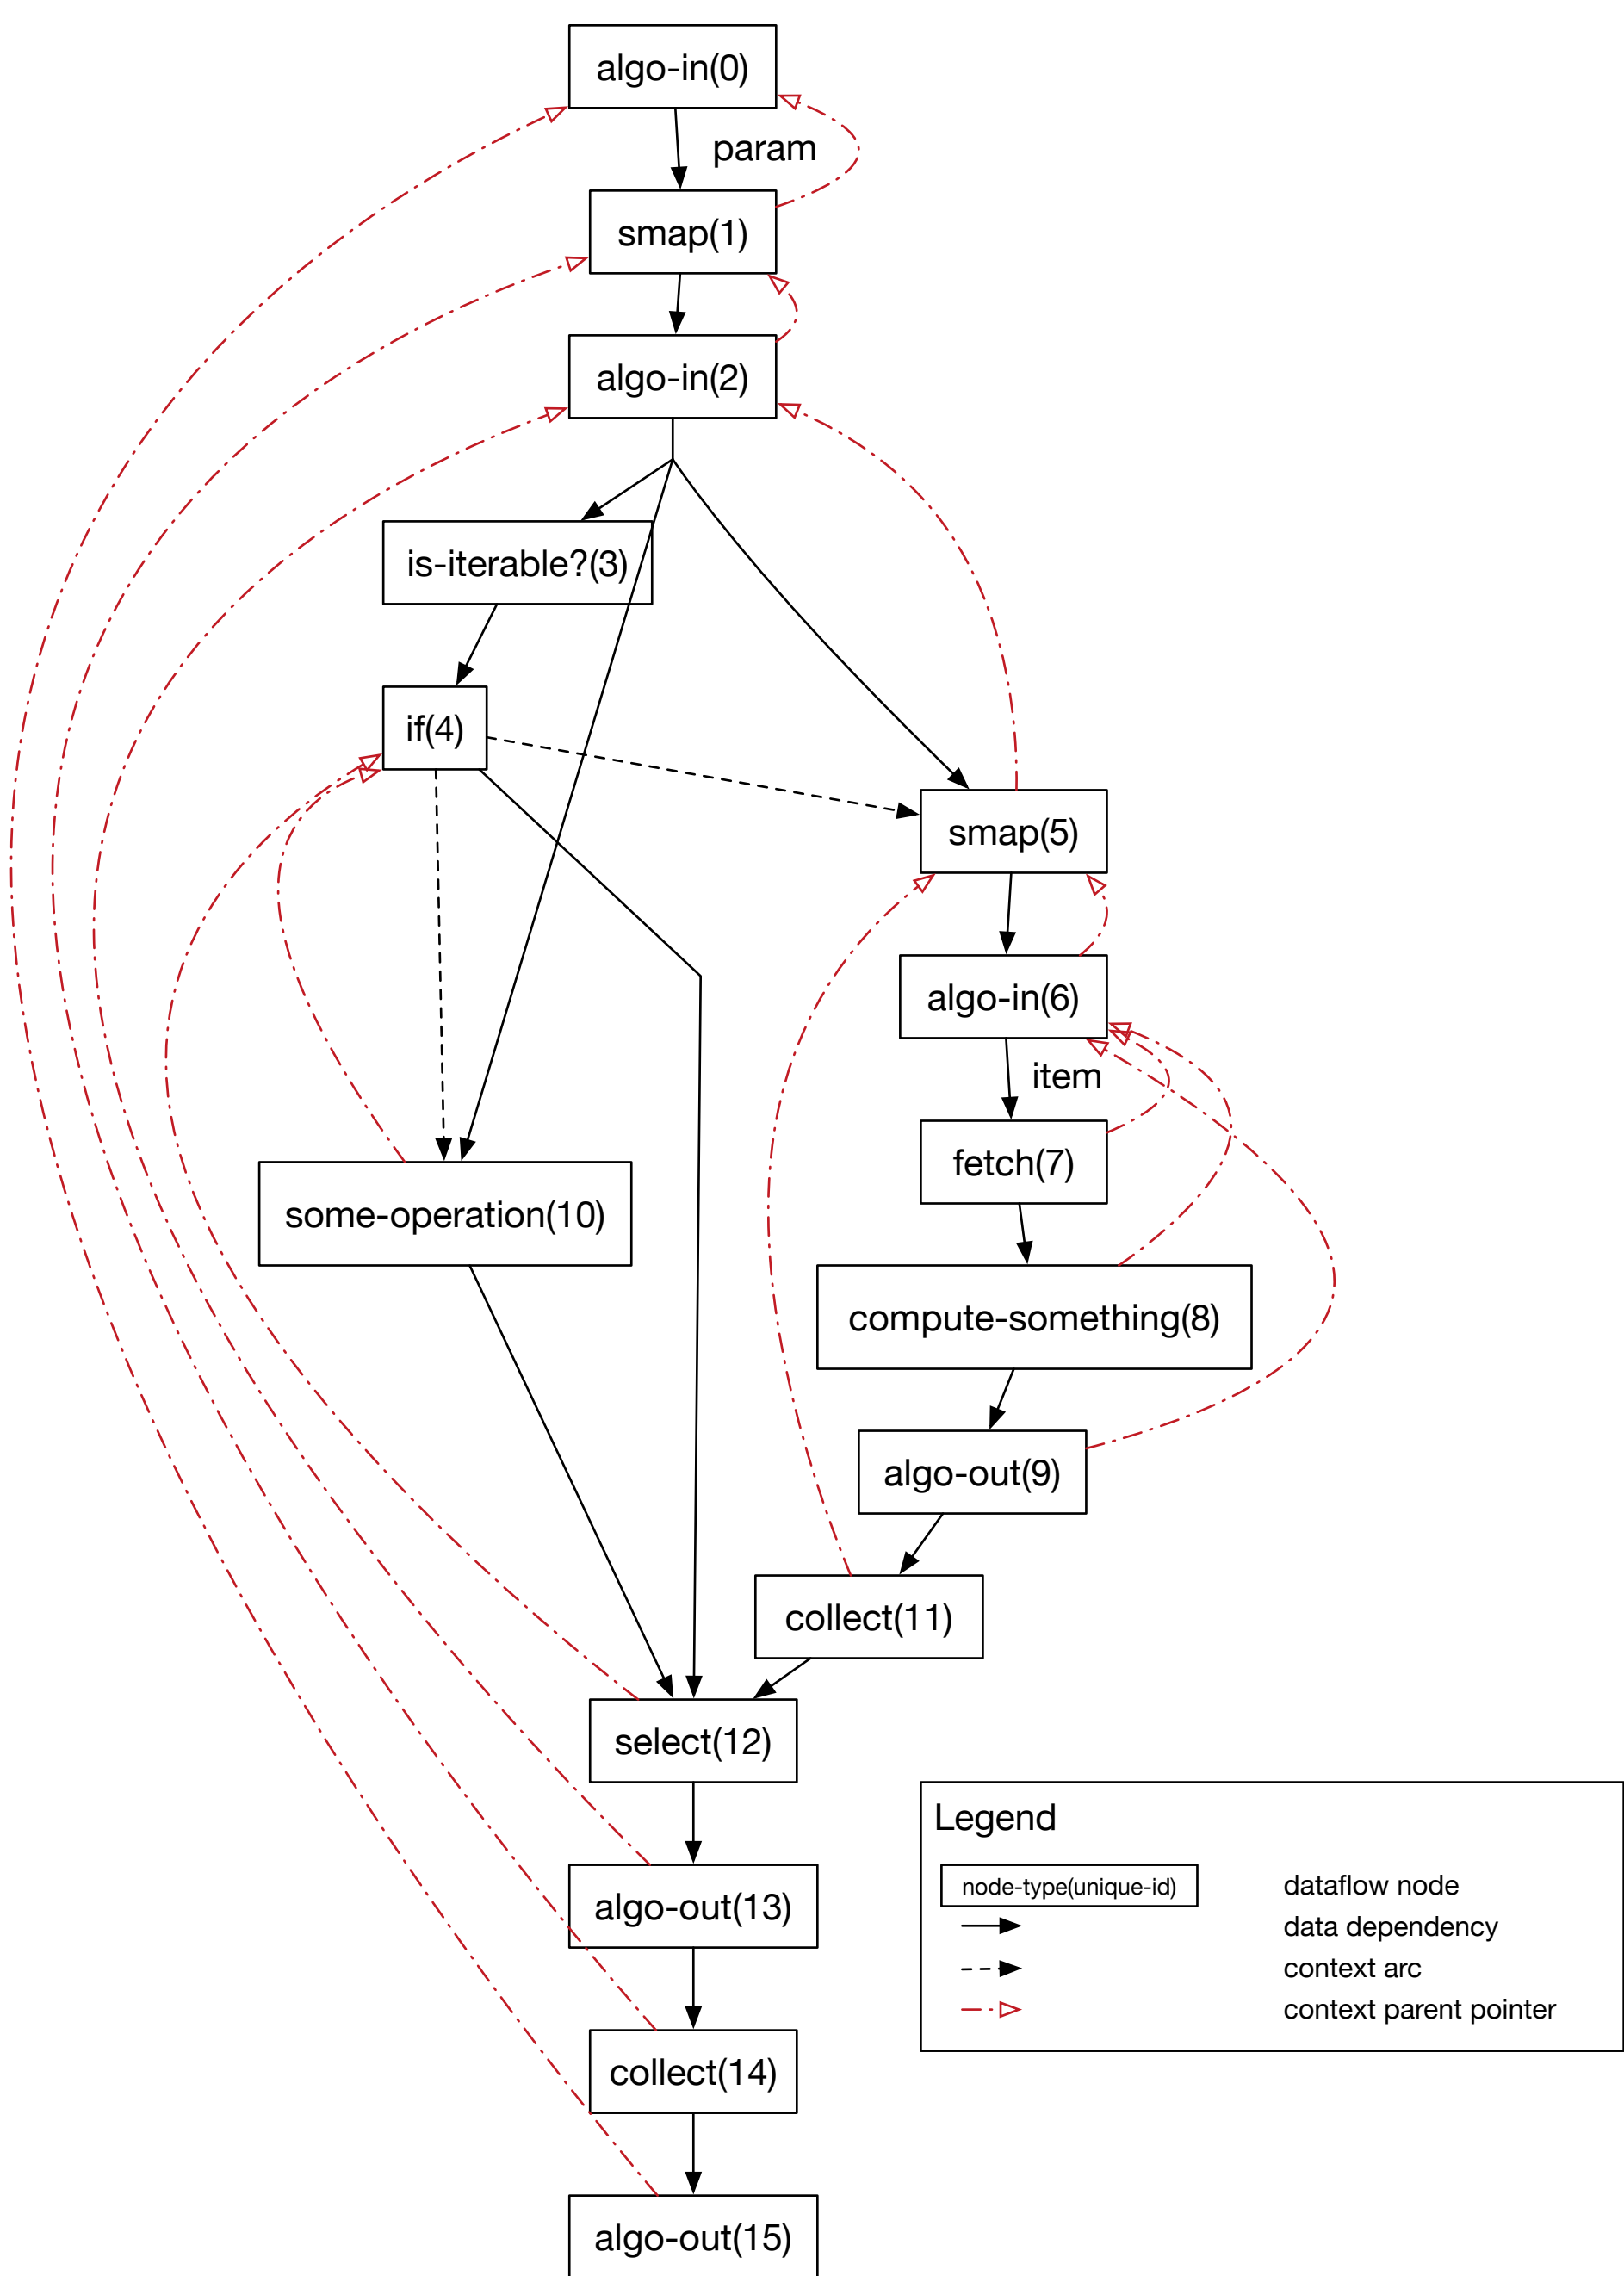 algo-in(0)
param
smap(1)
algo-in(2)
is-iterable?(3)
if(4)
smap(5)
algo-in(6)
item
fetch(7)
some-operation(10)
compute-something(8)
algo-out(9)
collect(11)
select(12)
algo-out(13)
collect(14)
algo-out(15)
Legend
node-type(unique-id) dataflow node
data dependency
context arc
context parent pointer